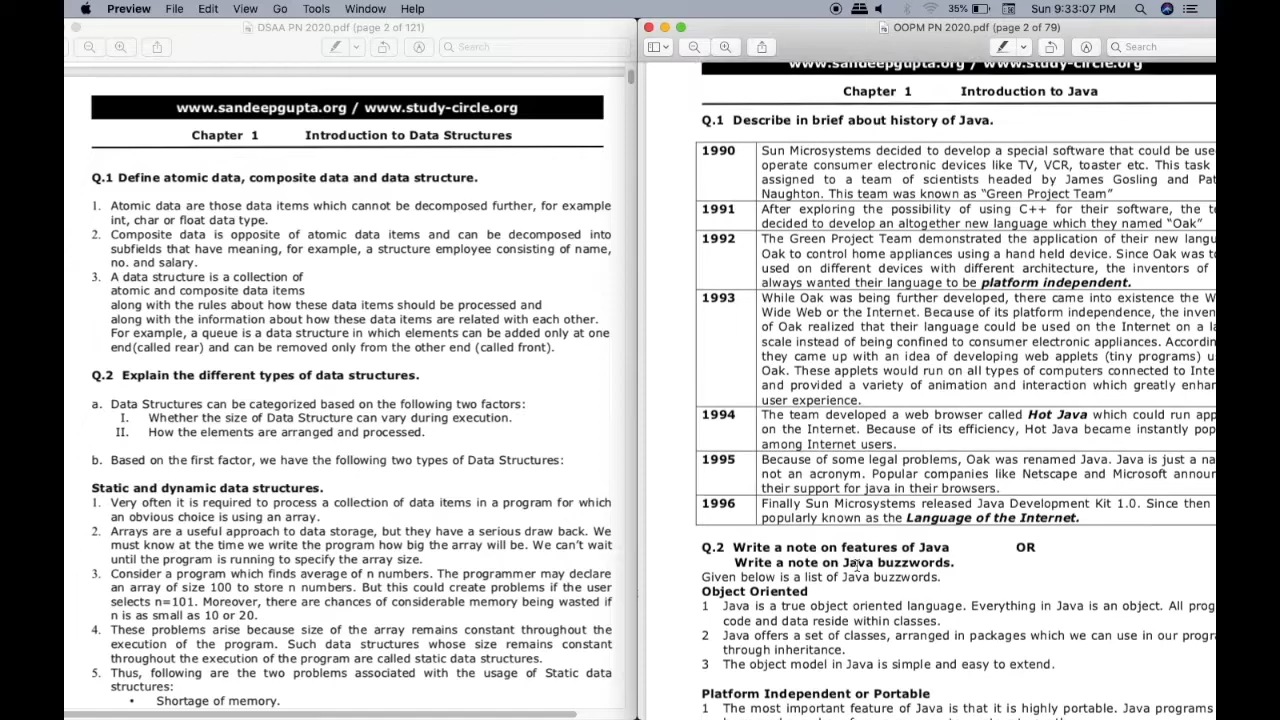 Preview File Edit View Go Tools Window Help 35% Sun 9:33:07 PM
DSAA PN 2020.pdf (page 2 of 121)
Search
www.sandeepgupta.org / www.study-circle.org
Chapter 1 Introduction to Data Structures
Q.1 Define atomic data, composite data and data structure.
1. Atomic data are those data items which cannot be decomposed further, for example
int, char or float data type.
2. Composite data is opposite of atomic data items and can be decomposed into
subfields that have meaning, for example, a structure employee consisting of name,
no. and salary.
3. A data structure is a collection of
atomic and composite data items
along with the rules about how these data items should be processed and
along with the information about how these data items are related with each other.
For example, a queue is a data structure in which elements can be added only at one
end(called rear) and can be removed only from the other end (called front).
Q.2 Explain the different types of data structures.
a. Data Structures can be categorized based on the following two factors:
I. Whether the size of Data Structure can vary during execution.
II. How the elements are arranged and processed.
b. Based on the first factor, we have the following two types of Data Structures:
Static and dynamic data structures.
1. Very often it is required to process a collection of data items in a program for which
an obvious choice is using an array.
2. Arrays are a useful approach to data storage, but they have a serious draw back. We
must know at the time we write the program how big the array will be. We can't wait
until the program is running to specify the array size.
3. Consider a program which finds average of n numbers. The programmer may declare
an array of size 100 to store n numbers. But this could create problems if the user
selects n=101. Moreover, there are chances of considerable memory being wasted if
n is as small as 10 or 20.
4. These problems arise because size of the array remains constant throughout the
execution of the program. Such data structures whose size remains constant
throughout the execution of the program are called static data structures.
5. Thus, following are the two problems associated with the usage of Static data
structures:
• Shortage of memory.
OOPM PN 2020.pdf (page 2 of 79)
Search
www.sandeepgupta.org / www.study-circle.org
Chapter 1 Introduction to Java
Q.1 Describe in brief about history of Java.
1990 Sun Microsystems decided to develop a special software that could be use
operate consumer electronic devices like TV, VCR, toaster etc. This task
assigned to a team of scientists headed by James Gosling and Pat
Naughton. This team was known as "Green Project Team"
1991 After exploring the possibility of using C++ for their software, the te
decided to develop an altogether new language which they named "Oak"
1992 The Green Project Team demonstrated the application of their new langu
Oak to control home appliances using a hand held device. Since Oak was to
used on different devices with different architecture, the inventors of
always wanted their language to be platform independent.
1993 While Oak was being further developed, there came into existence the W
Wide Web or the Internet. Because of its platform independence, the inven
of Oak realized that their language could be used on the Internet on a la
scale instead of being confined to consumer electronic appliances. Accordin
they came up with an idea of developing web applets (tiny programs) u
Oak. These applets would run on all types of computers connected to Inte
and provided a variety of animation and interaction which greatly enhan
user experience.
1994 The team developed a web browser called Hot Java which could run app
on the Internet. Because of its efficiency, Hot Java became instantly pop
among Internet users.
1995 Because of some legal problems, Oak was renamed Java. Java is just a na
not an acronym. Popular companies like Netscape and Microsoft announ
their support for java in their browsers.
1996 Finally Sun Microsystems released Java Development Kit 1.0. Since then
popularly known as the Language of the Internet.
Q.2 Write a note on features of Java OR
Write a note on Java buzzwords.
Given below is a list of Java buzzwords.
Object Oriented
1 Java is a true object oriented language. Everything in Java is an object. All prog
code and data reside within classes.
2 Java offers a set of classes, arranged in packages which we can use in our progr
through inheritance.
3 The object model in Java is simple and easy to extend.
Platform Independent or Portable
1 The most important feature of Java is that it is highly portable. Java programs